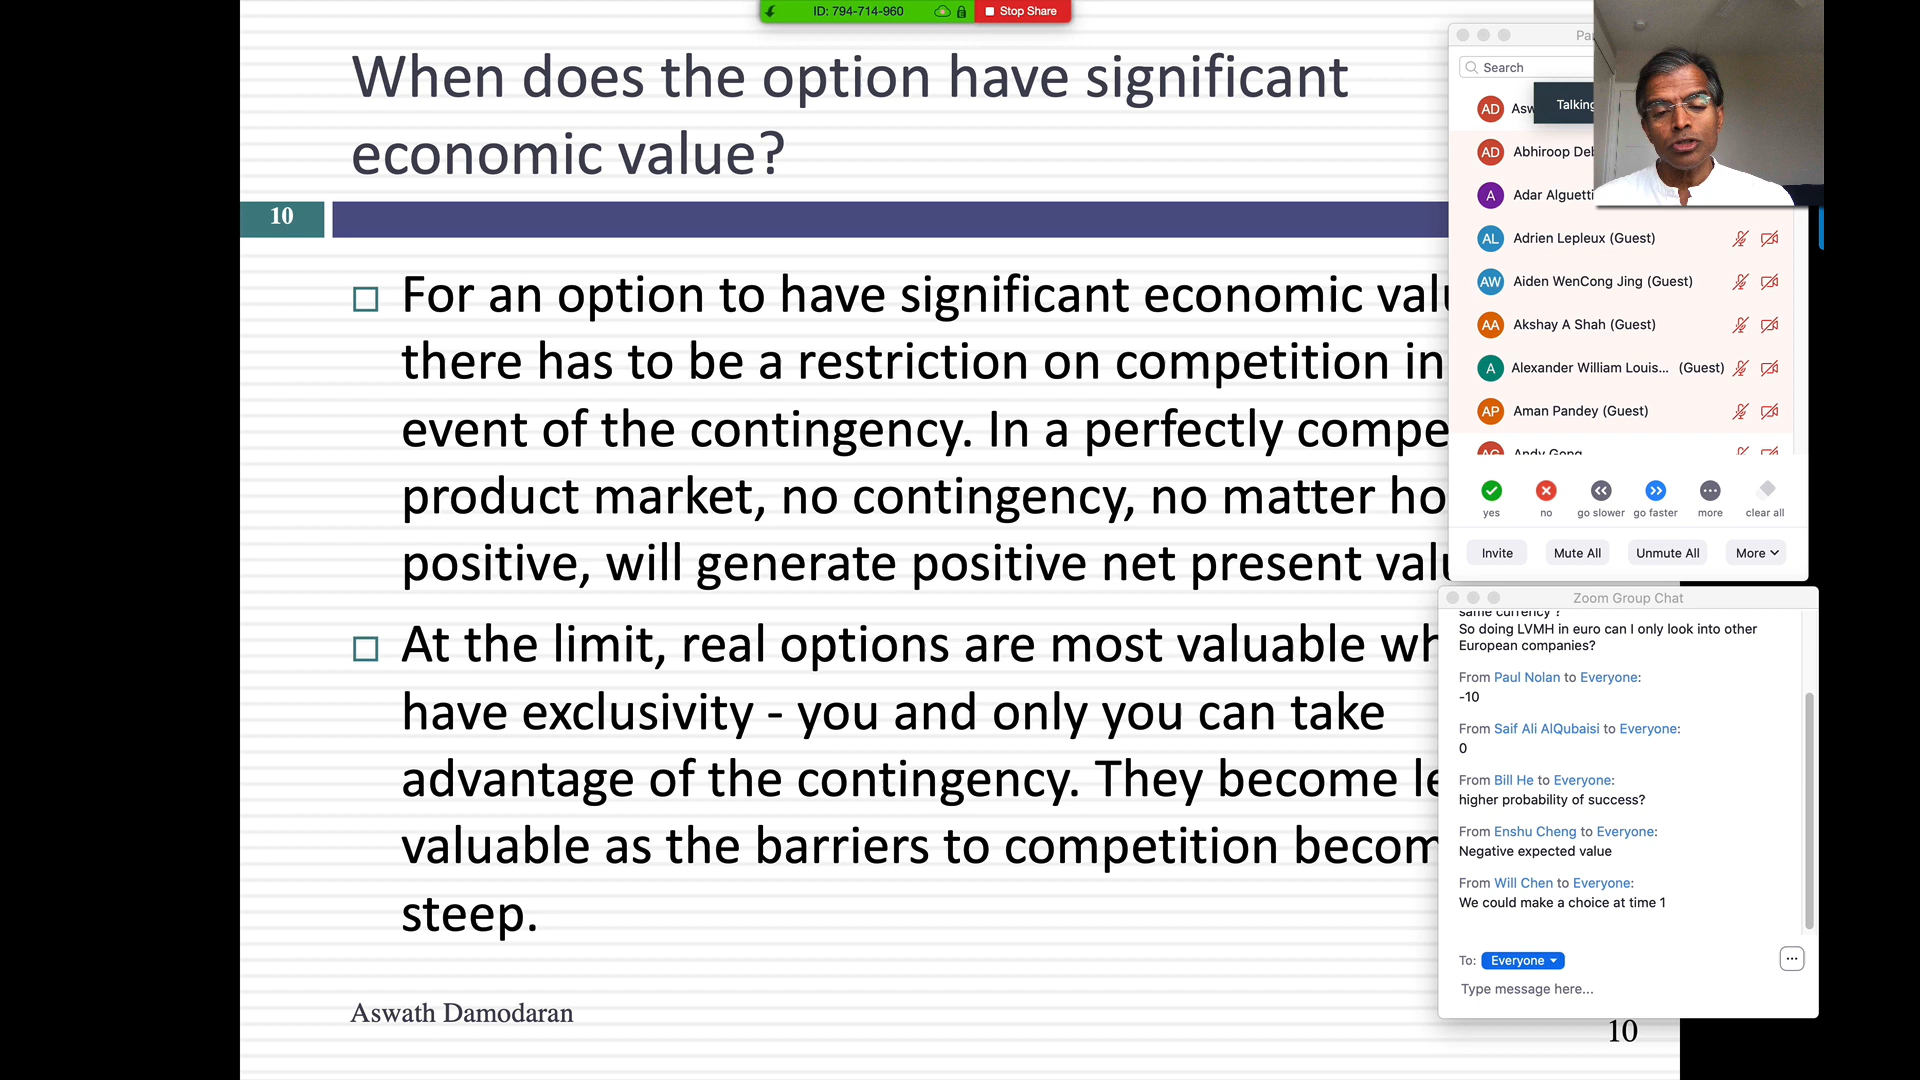 ID: 794-714-960
Stop Share
When does the option have significant
economic value?
10
For an option to have significant economic
there has to be a restriction on competition in
event of the contingency. In a perfectly
product market, no contingency, no matter
positive, will generate positive net present
At the limit, real options are most valuable
have exclusivity - you and only you can take
advantage of the contingency. They become
valuable as the barriers to competition
steep.
Aswath Damodaran
10
Search
Talking
AD
AD Abhiroop
A Adar Alguetti
AL Adrien Lepleux (Guest)
AW Aiden WenCong Jing (Guest)
AA Akshay A Shah (Guest)
A Alexander William Louis... (Guest)
AP Aman Pandey (Guest)
Andy Gong
yes no go slower go faster more clear all
Invite Mute All Unmute All More
Zoom Group Chat
same currency ?
So doing LVMH in euro can I only look into other
European companies?
From Paul Nolan to Everyone:
-10
From Saif Ali AlQubaisi to Everyone:
0
From Bill He to Everyone:
higher probability of success?
From Enshu Cheng to Everyone:
Negative expected value
From Will Chen to Everyone:
We could make a choice at time 1
To: Everyone
Type message here...